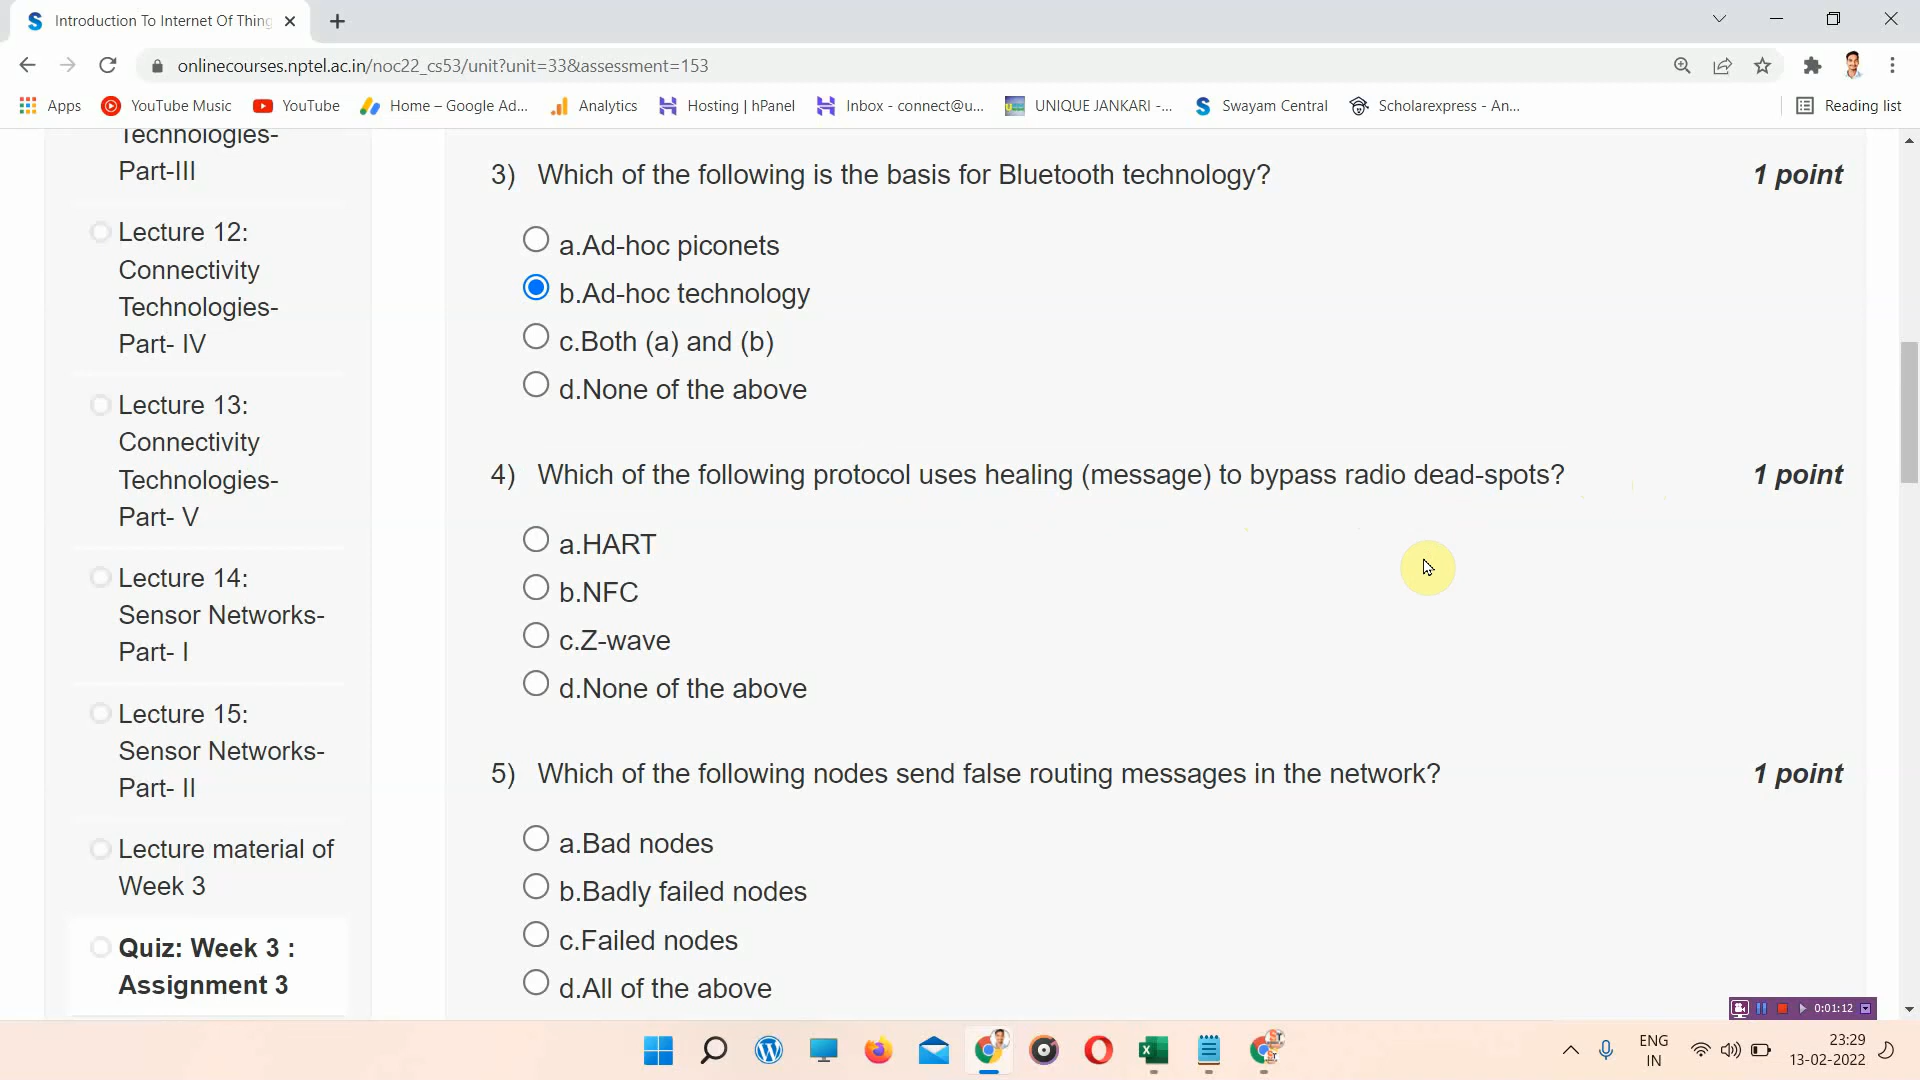 Introduction To Internet Of Thing
onlinecourses.nptel.ac.in/noc22_cs53/unit?unit=33&assessment=153
Apps YouTube Music YouTube Home – Google Ad... Analytics Hosting | hPanel Inbox - connect@u... UNIQUE JANKARI -... Swayam Central Scholarexpress - An... Reading list
Technologies-
Part-III
Lecture 12:
Connectivity
Technologies-
Part- IV
Lecture 13:
Connectivity
Technologies-
Part- V
Lecture 14:
Sensor Networks-
Part- I
Lecture 15:
Sensor Networks-
Part- II
Lecture material of
Week 3
Quiz: Week 3 :
Assignment 3
3) Which of the following is the basis for Bluetooth technology? 1 point
a.Ad-hoc piconets
b.Ad-hoc technology
c.Both (a) and (b)
d.None of the above
4) Which of the following protocol uses healing (message) to bypass radio dead-spots? 1 point
a.HART
b.NFC
c.Z-wave
d.None of the above
5) Which of the following nodes send false routing messages in the network? 1 point
a.Bad nodes
b.Badly failed nodes
c.Failed nodes
d.All of the above
0:01:12
ENG
IN
23:29
13-02-2022